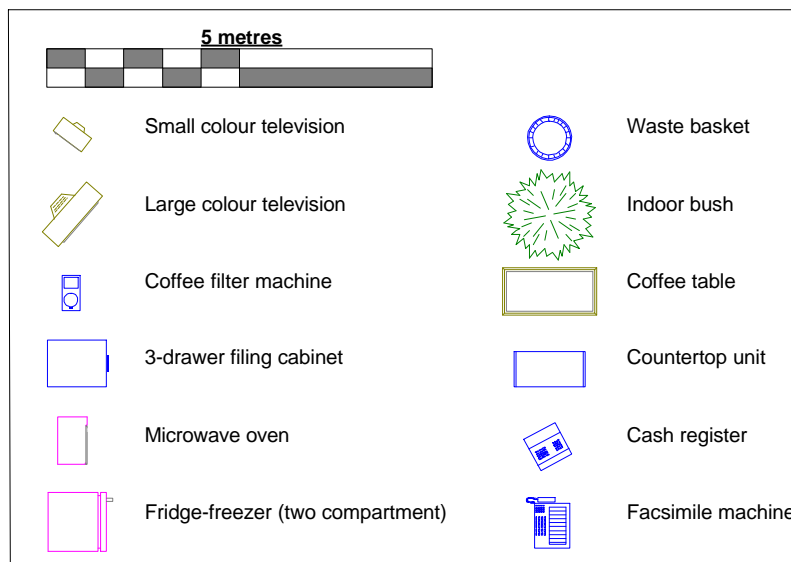 5 metres
Small colour television
Waste basket
Large colour television
Indoor bush
Coffee filter machine
Coffee table
3-drawer filing cabinet
Countertop unit
Microwave oven
Cash register
Fridge-freezer (two compartment)
Facsimile machine